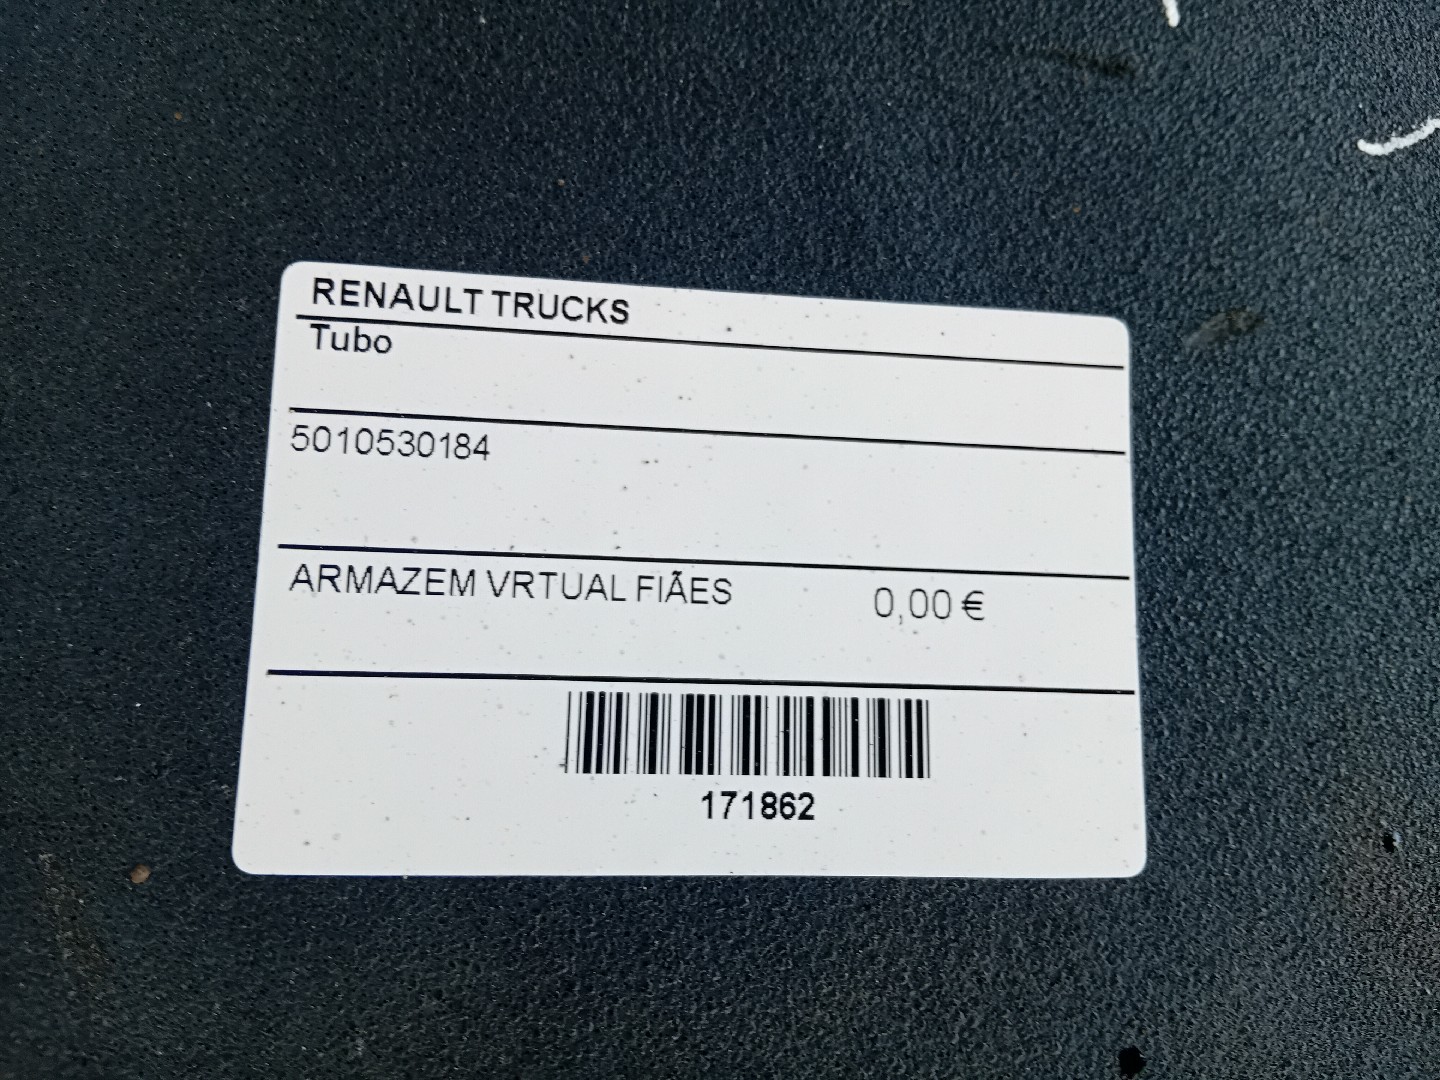 RENAULT TRUCKS
Tubo
5010530184
ARMAZEM VRTUAL FIÃES 0,00 €
171862